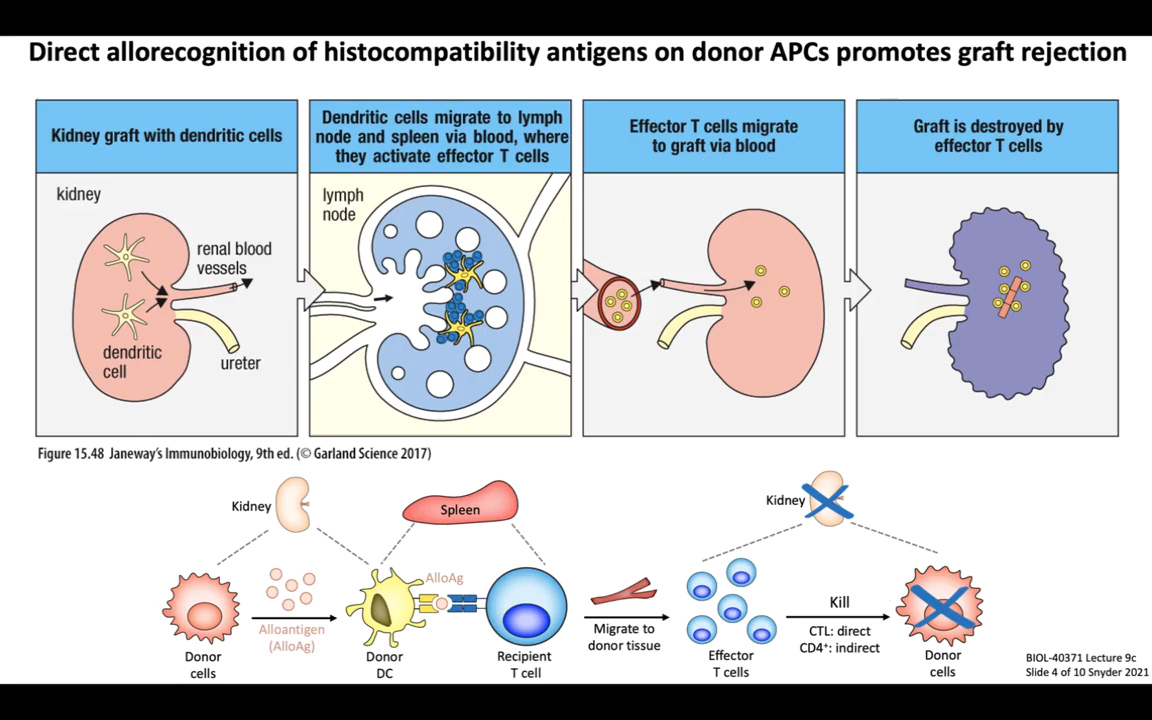 Direct allorecognition of histocompatibility antigens on donor APCs promotes graft rejection
Kidney graft with dendritic cells
Dendritic cells migrate to lymph
node and spleen via blood, where
they activate effector T cells
Effector T cells migrate
to graft via blood
Graft is destroyed by
effector T cells
kidney
renal blood
vessels
dendritic
cell
ureter
lymph
node
Figure 15.48 Janeway's Immunobiology, 9th ed. (© Garland Science 2017)
Kidney
Spleen
Kidney
Alloantigen
(AlloAg)
AlloAg
Migrate to
donor tissue
Kill
CTL: direct
CD4⁺: indirect
Donor
cells
Donor
DC
Recipient
T cell
Effector
T cells
Donor
cells
BIOL-40371 Lecture 9c
Slide 4 of 10 Snyder 2021